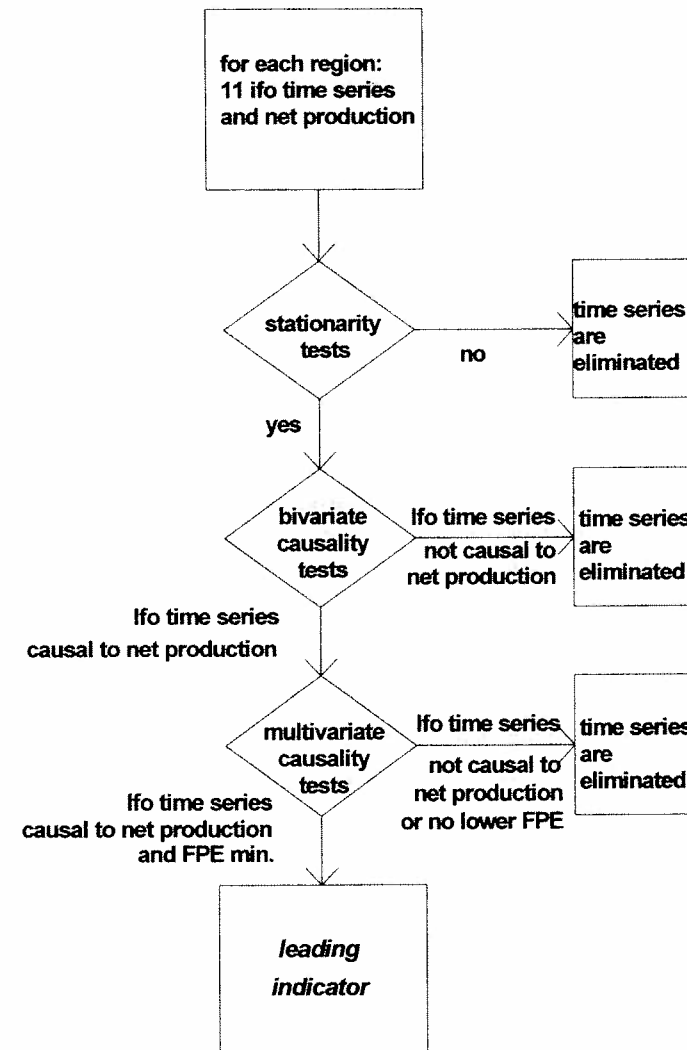 for each region:
11 ifo time series
and net production
stationarity
tests
no
time series
are
eliminated
yes
bivariate
causality
tests
Ifo time series
not causal to
net production
time series
are
eliminated
Ifo time series
causal to net production
multivariate
causality
tests
Ifo time series
not causal to
net production
or no lower FPE
time series
are
eliminated
Ifo time series
causal to net production
and FPE min.
leading
indicator